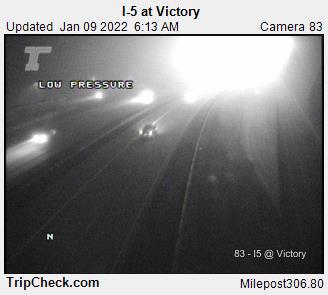 I-5 at Victory
Updated Jan 09 2022 6:13 AM Camera 83
T
LOW PRESSURE
N
83 - I5 @ Victory
TripCheck.com Milepost306.80